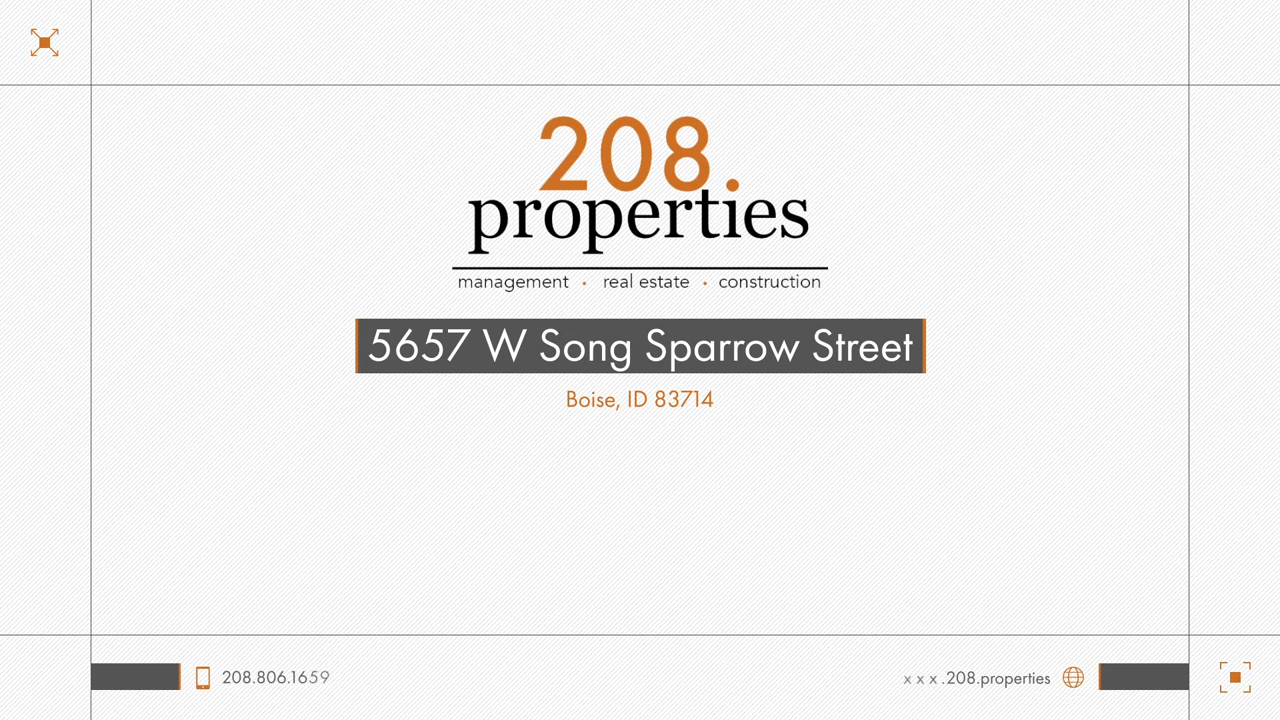 208.
properties
management • real estate • construction
5657 W Song Sparrow Street
Boise, ID 83714
208.806.1659
x x x .208.properties